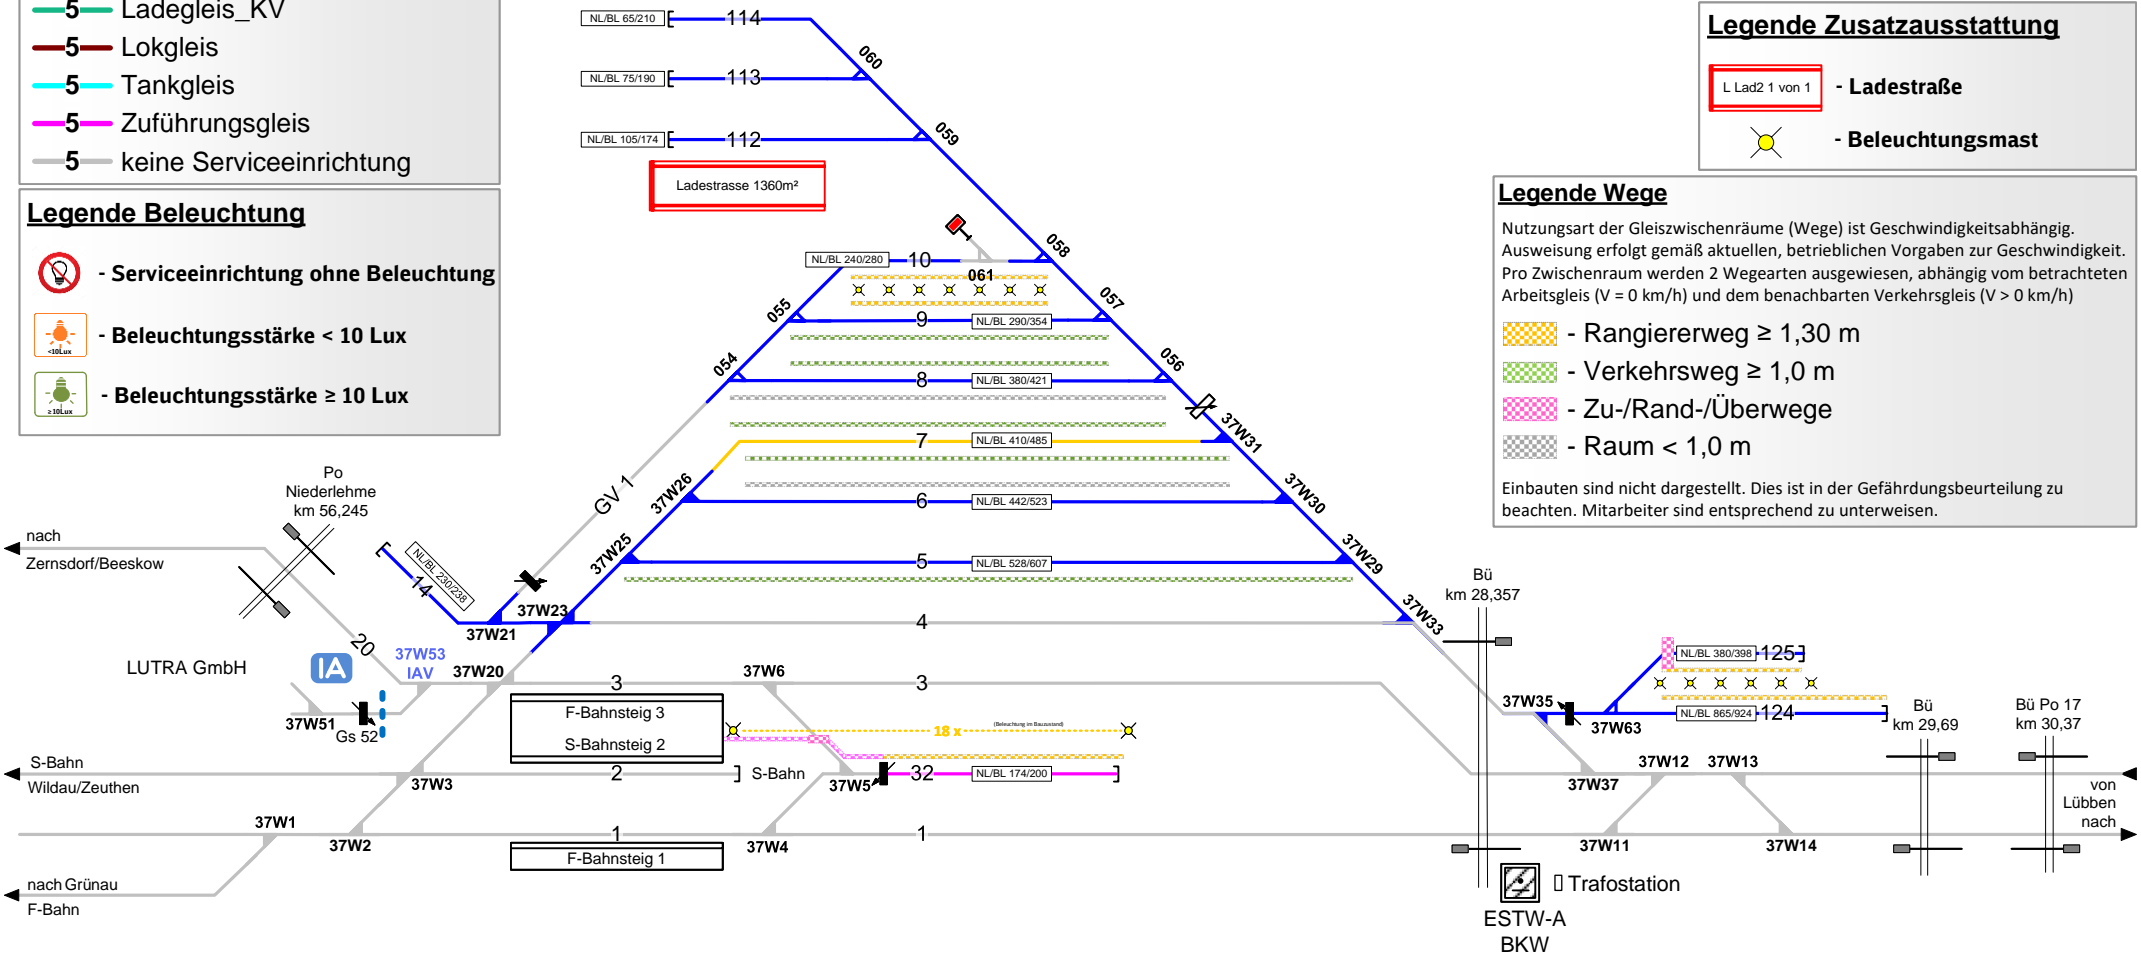 5 Ladegleis_KV
5 Lokgleis
5 Tankgleis
5 Zuführungsgleis
5 keine Serviceeinrichtung
Legende Beleuchtung
- Serviceeinrichtung ohne Beleuchtung
<10Lux
- Beleuchtungsstärke < 10 Lux
≥10Lux
- Beleuchtungsstärke ≥ 10 Lux
Legende Zusatzausstattung
L Lad2 1 von 1
- Ladestraße
- Beleuchtungsmast
Legende Wege
Nutzungsart der Gleiszwischenräume (Wege) ist Geschwindigkeitsabhängig.
Ausweisung erfolgt gemäß aktuellen, betrieblichen Vorgaben zur Geschwindigkeit.
Pro Zwischenraum werden 2 Wegearten ausgewiesen, abhängig vom betrachteten
Arbeitsgleis (V = 0 km/h) und dem benachbarten Verkehrsgleis (V > 0 km/h)
- Rangiererweg ≥ 1,30 m
- Verkehrsweg ≥ 1,0 m
- Zu-/Rand-/Überwege
- Raum < 1,0 m
Einbauten sind nicht dargestellt. Dies ist in der Gefährdungsbeurteilung zu
beachten. Mitarbeiter sind entsprechend zu unterweisen.
NL/BL 65/210 114
060
NL/BL 75/190 113
059
NL/BL 105/174 112
Ladestrasse 1360m²
058
NL/BL 240/280 10
061
057
055
9 NL/BL 290/354
056
054
8 NL/BL 380/421
37W31
7 NL/BL 410/485
GV 1
37W26
37W30
6 NL/BL 442/523
37W25
37W29
5 NL/BL 528/607
Po
Niederlehme
km 56,245
nach
Zernsdorf/Beeskow
NL/BL 230/238
14
37W23
37W21
4
37W33
Bü
km 28,357
20
LUTRA GmbH
IA
37W53
IAV
37W20
37W51
Gs 52
3
37W6
3
F-Bahnsteig 3
S-Bahnsteig 2
(Beleuchtung im Bauzustand)
18 x
NL/BL 380/398 125
37W35
37W63
NL/BL 865/924 124
Bü
km 29,69
Bü Po 17
km 30,37
S-Bahn
Wildau/Zeuthen
37W3
2
S-Bahn
37W5
32 NL/BL 174/200
37W37
37W12
37W13
von
Lübben
nach
37W1
37W2
1
37W4
1
37W11
37W14
F-Bahnsteig 1
nach Grünau
F-Bahn
Trafostation
ESTW-A
BKW